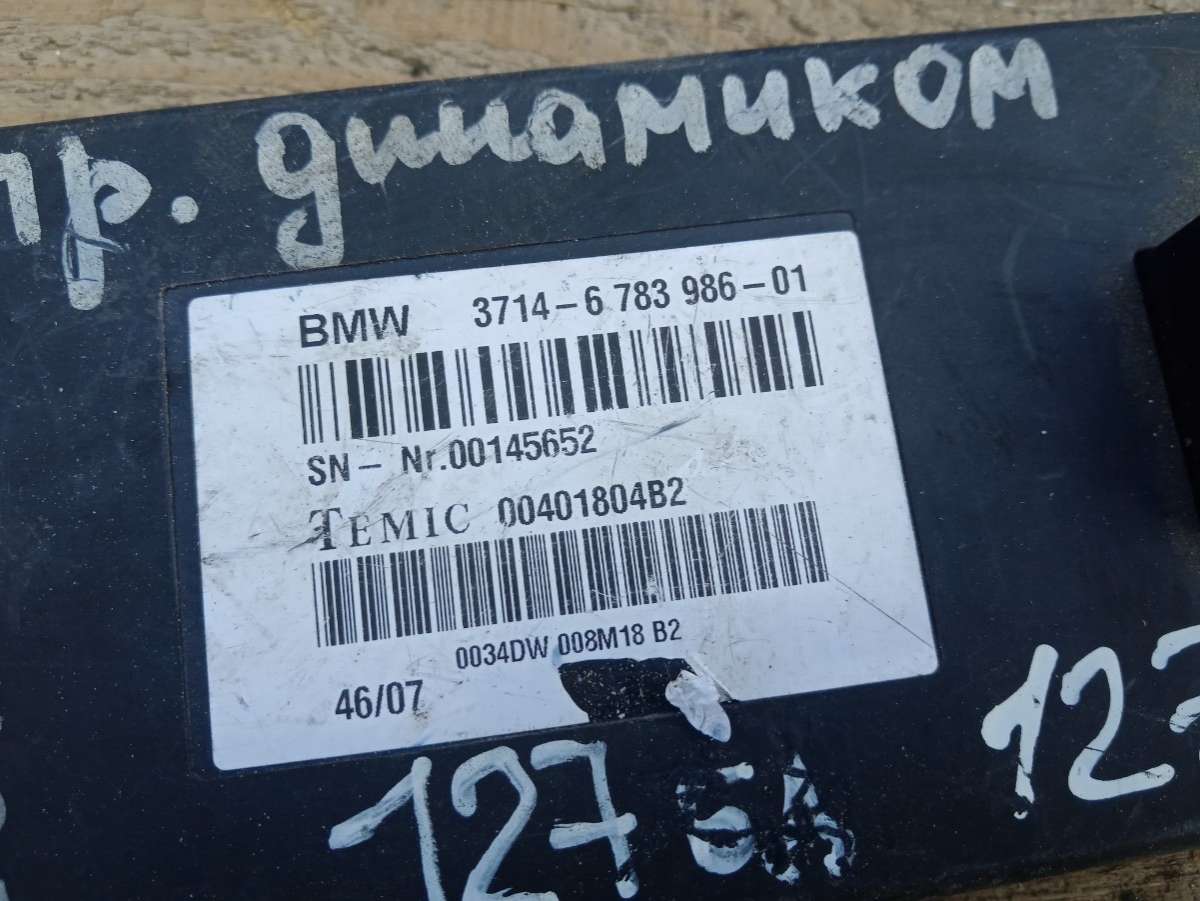 пр. динамиком
BMW 3714-6 783 986-01
SN- Nr.00145652
TEMIC 00401804B2
0034DW 008M18 B2
46/07
127
127